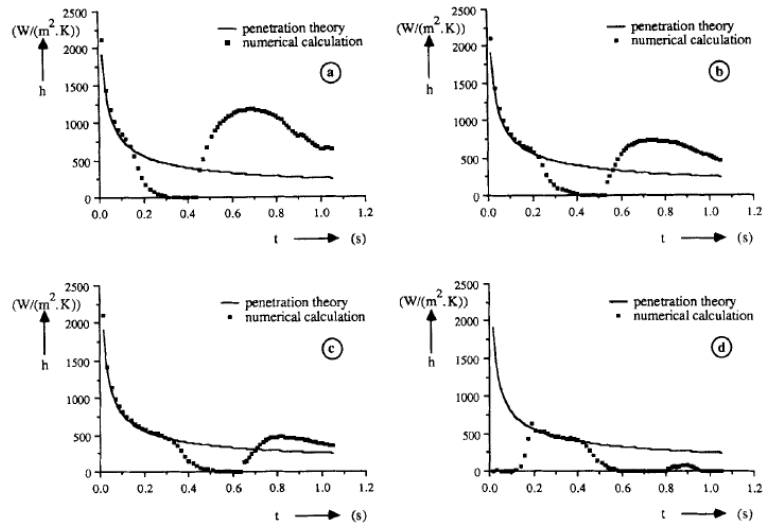 2500
(W/(m².K))
2000
h
1500
1000
500
0
penetration theory
numerical calculation
a
0.0 0.2 0.4 0.6 0.8 1.0 1.2
t (s)
2500
(W/(m².K))
2000
h
1500
1000
500
0
penetration theory
numerical calculation
b
0.0 0.2 0.4 0.6 0.8 1.0 1.2
t (s)
2500
(W/(m².K))
2000
h
1500
1000
500
0
penetration theory
numerical calculation
c
0.0 0.2 0.4 0.6 0.8 1.0 1.2
t (s)
2500
(W/(m².K))
2000
h
1500
1000
500
0
penetration theory
numerical calculation
d
0.0 0.2 0.4 0.6 0.8 1.0 1.2
t (s)